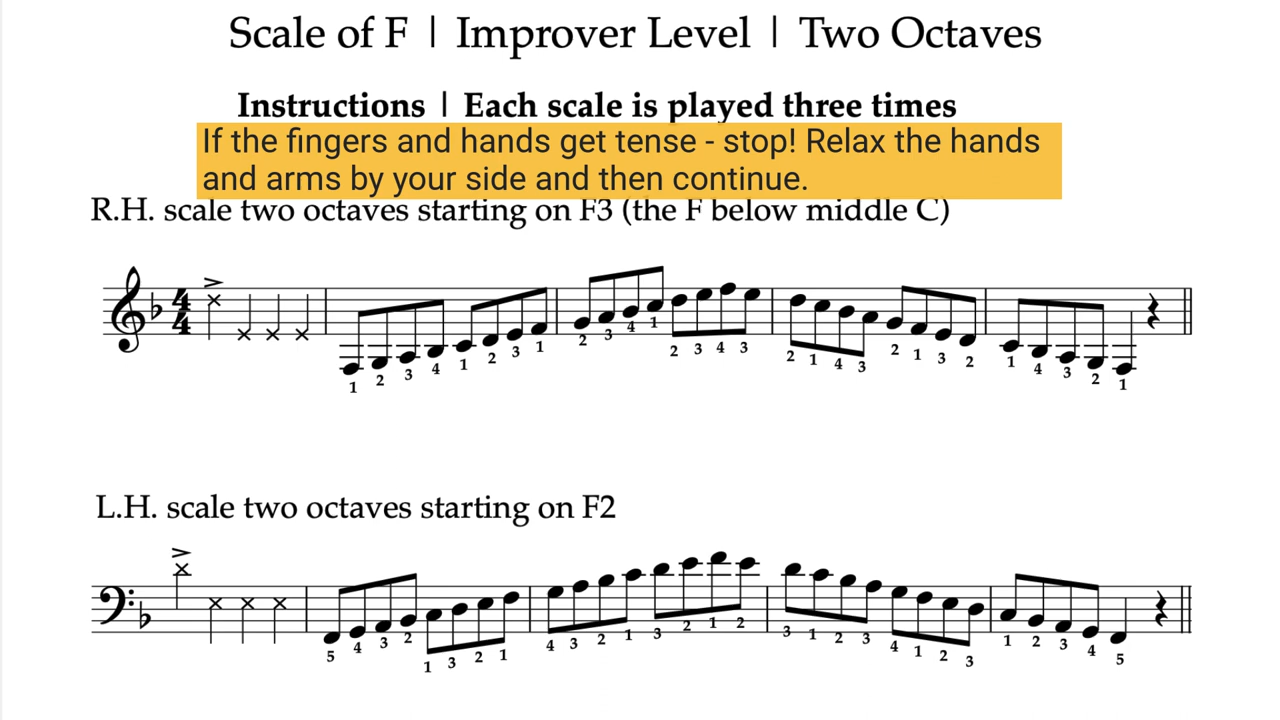 Scale of F | Improver Level | Two Octaves
Instructions | Each scale is played three times
If the fingers and hands get tense - stop! Relax the hands
and arms by your side and then continue.
R.H. scale two octaves starting on F3 (the F below middle C)
4
4
1 2 3 4 1 2 3 1 2 3 4 1 2 3 4 3 2 1 4 3 2 1 3 2 1 4 3 2 1
L.H. scale two octaves starting on F2
5 4 3 2 1 3 2 1 4 3 2 1 3 2 1 2 3 1 2 3 4 1 2 3 1 2 3 4 5